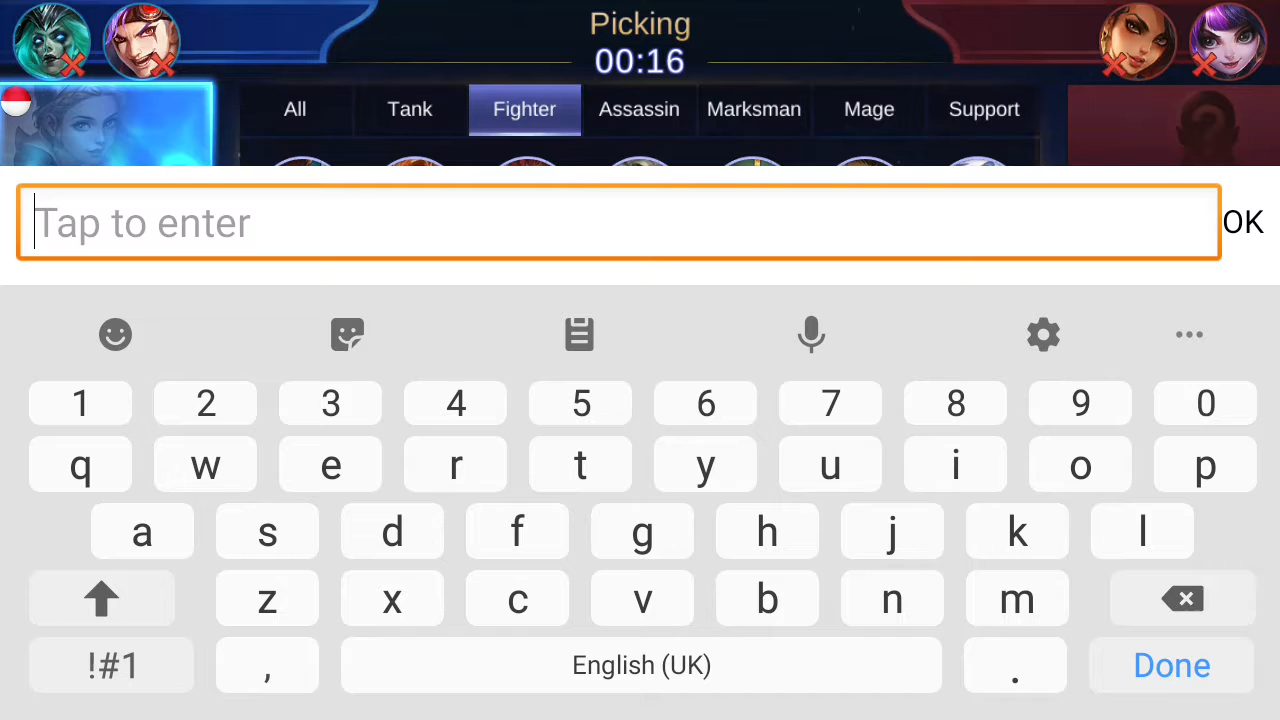 Picking
00:16
All Tank Fighter Assassin Marksman Mage Support
Tap to enter OK
1 2 3 4 5 6 7 8 9 0
q w e r t y u i o p
a s d f g h j k l
z x c v b n m
!#1 , English (UK) . Done